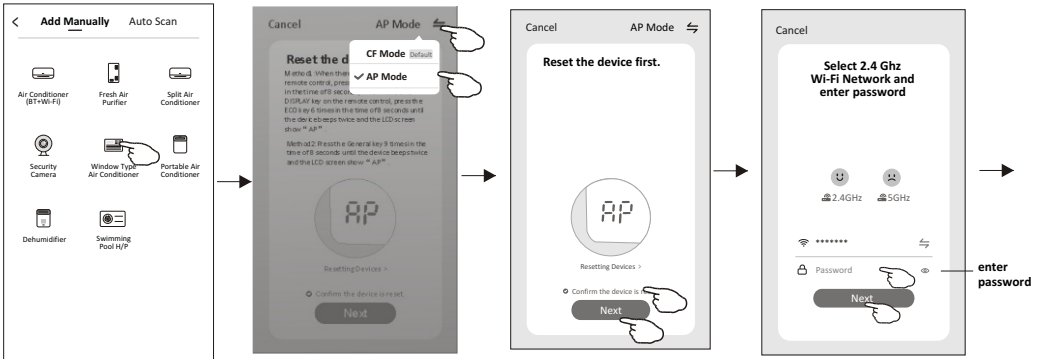 Add Manually
Auto Scan
Air Conditioner
(BT+Wi-Fi)
Fresh Air
Purifier
Split Air
Conditioner
Security
Camera
Window Type
Air Conditioner
Portable Air
Conditioner
Dehumidifier
Swimming
Pool H/P
Cancel
AP Mode
CF Mode Default
AP Mode
Reset the d
Method1: When ther
remote control, press
in the time of 8 secon
DISPLAY key on the remote control, press the
ECO key 6 times in the time of 8 seconds until
the device beeps twice and the LCD screen
show “ AP ” .
Method 2: Press the General key 9 times in the
time of 8 seconds until the device beeps twice
and the LCD screen show “ AP ” .
AP
Resetting Devices >
Confirm the device is reset.
Next
Cancel
AP Mode
Reset the device first.
AP
Resetting Devices >
Confirm the device is re
Next
Cancel
Select 2.4 Ghz
Wi-Fi Network and
enter password
2.4GHz
5GHz
*******
Password
Next
enter
password